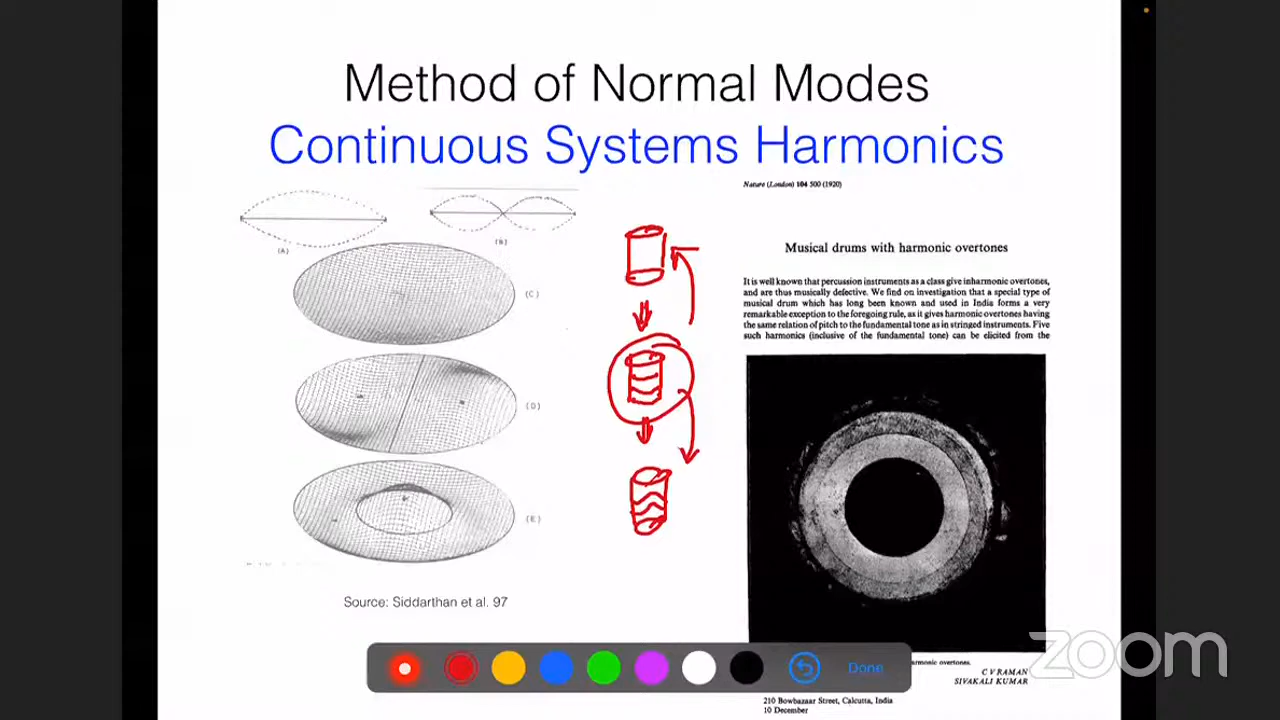 Method of Normal Modes
Continuous Systems Harmonics
(A)
(B)
(C)
(D)
(E)
Source: Siddarthan et al. 97
Nature (London) 104 500 (1920)
Musical drums with harmonic overtones
It is well known that percussion instruments as a class give inharmonic overtones,
and are thus musically defective. We find on investigation that a special type of
musical drum which has long been known and used in India forms a very
remarkable exception to the foregoing rule, as it gives harmonic overtones having
the same relation of pitch to the fundamental tone as in stringed instruments. Five
such harmonics (inclusive of the fundamental tone) can be elicited from the
armonic overtones.
C V RAMAN
SIVAKALI KUMAR
210 Bowbazaar Street, Calcutta, India
10 December
Done
zoom